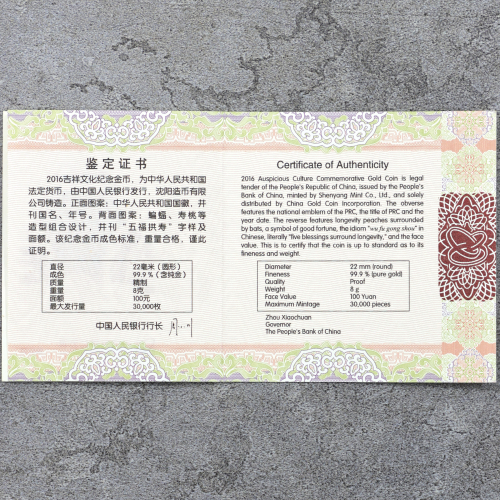 鉴定证书
2016吉祥文化纪念金币，为中华人民共和国
法定货币，由中国人民银行发行，沈阳造币有限
公司铸造。正面图案：中华人民共和国国徽，并
刊国名、年号。背面图案：蝙蝠、寿桃等
造型组合设计，并刊“五福拱寿”字样及
面额。该纪念金币成色标准，重量合格，谨此
证明。
直径 22毫米（圆形）
成色 99.9%（含纯金）
质量 精制
重量 8克
面额 100元
最大发行量 30,000枚
中国人民银行行长
Certificate of Authenticity
2016 Auspicious Culture Commemorative Gold Coin is legal
tender of the People's Republic of China, issued by the People's
Bank of China, minted by Shenyang Mint Co., Ltd., and solely
distributed by China Gold Coin Incorporation. The obverse
features the national emblem of the PRC, the title of PRC and the
year date. The reverse features longevity peaches surrounded
by bats, a symbol of good fortune, the idiom "wu fu gong shou" in
Chinese, literally "five blessings surround longevity," and the face
value. This is to certify that the coin is up to standard as to its
fineness and weight.
Diameter 22 mm (round)
Fineness 99.9 % (pure gold)
Quality Proof
Weight 8 g
Face Value 100 Yuan
Maximum Mintage 30,000 pieces
Zhou Xiaochuan
Governor
The People's Bank of China